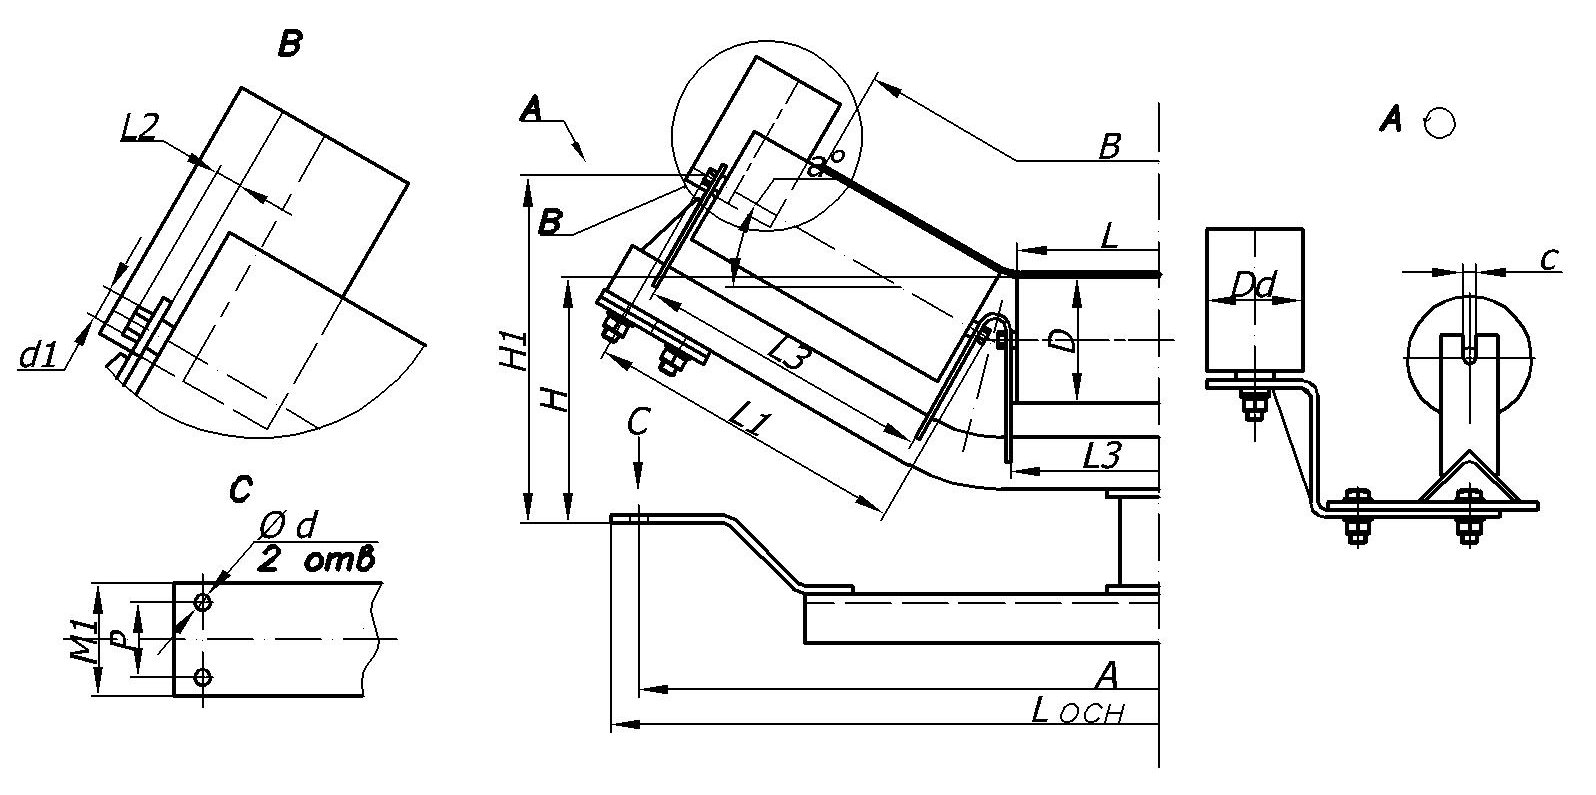 B
L2
d1
C
Ø d
2 отв
M1
P
A
B
a°
B
L
H1
H
L3
L1
D
L3
C
A
L ОСН
A
Dd
c